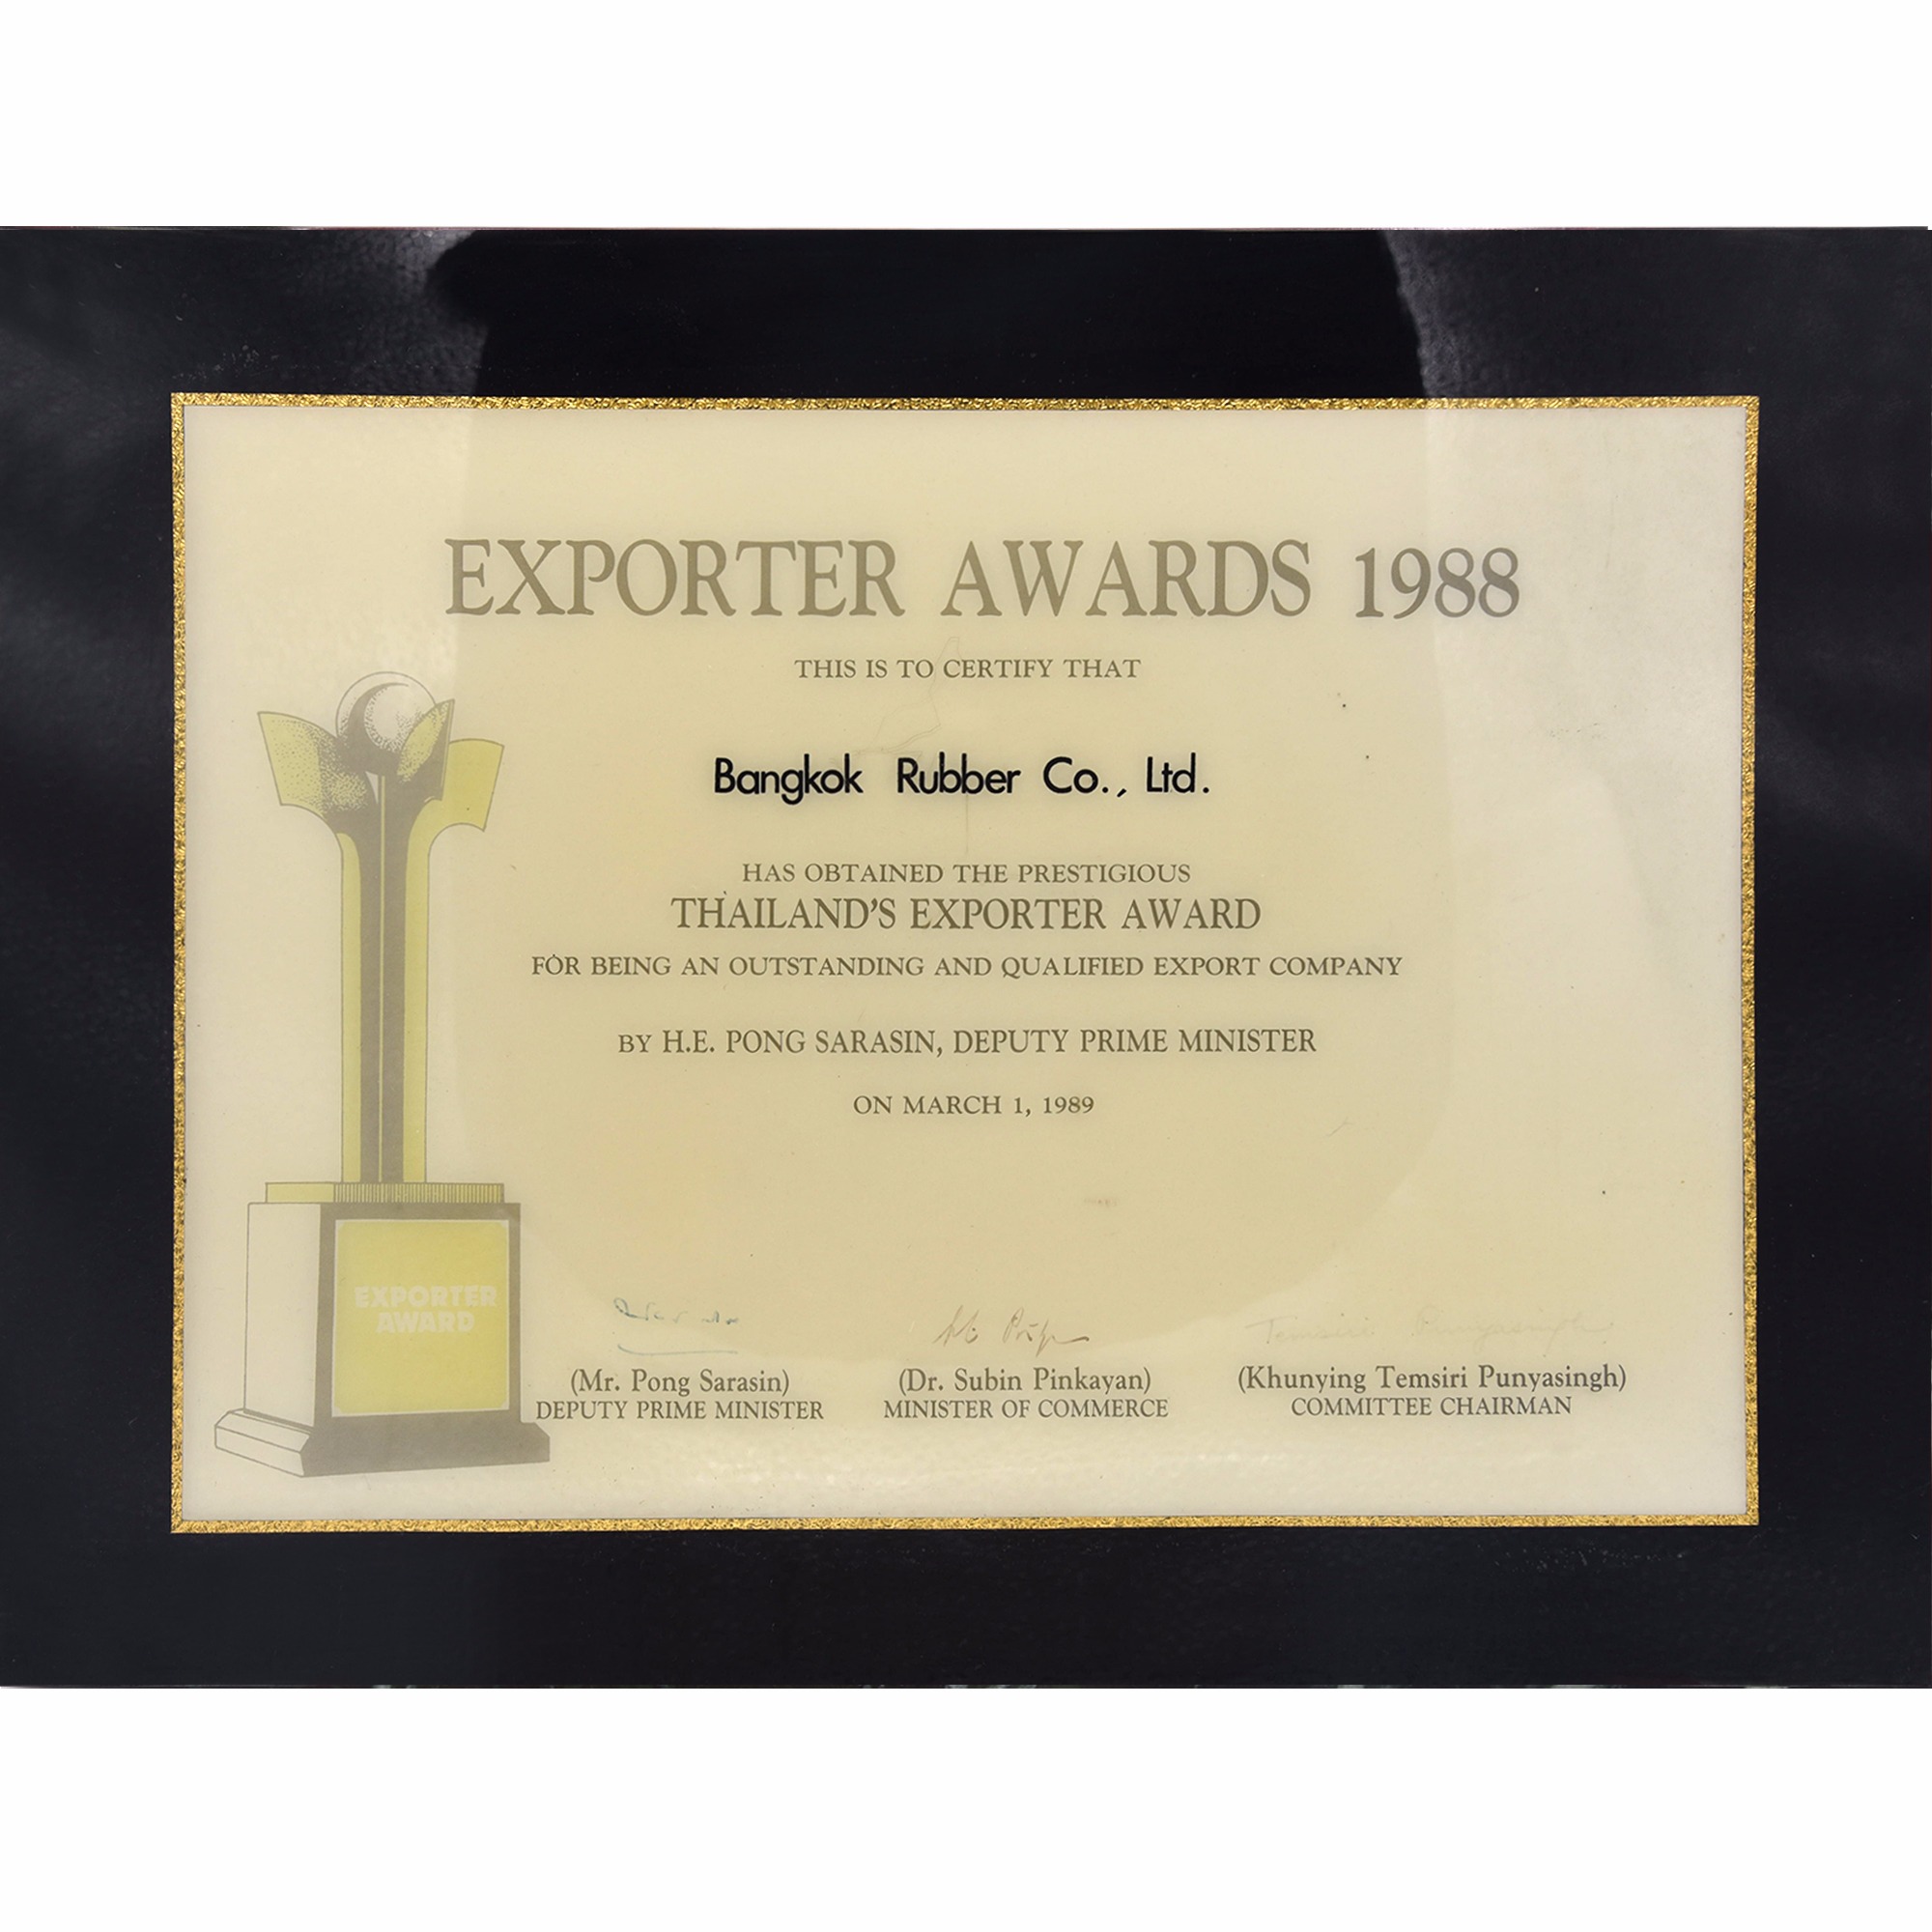 EXPORTER AWARDS 1988
THIS IS TO CERTIFY THAT
Bangkok Rubber Co., Ltd.
HAS OBTAINED THE PRESTIGIOUS
THAILAND'S EXPORTER AWARD
FOR BEING AN OUTSTANDING AND QUALIFIED EXPORT COMPANY
BY H.E. PONG SARASIN, DEPUTY PRIME MINISTER
ON MARCH 1, 1989
EXPORTER
AWARD
Temsiri Punyasingh
(Mr. Pong Sarasin)
DEPUTY PRIME MINISTER
(Dr. Subin Pinkayan)
MINISTER OF COMMERCE
(Khunying Temsiri Punyasingh)
COMMITTEE CHAIRMAN